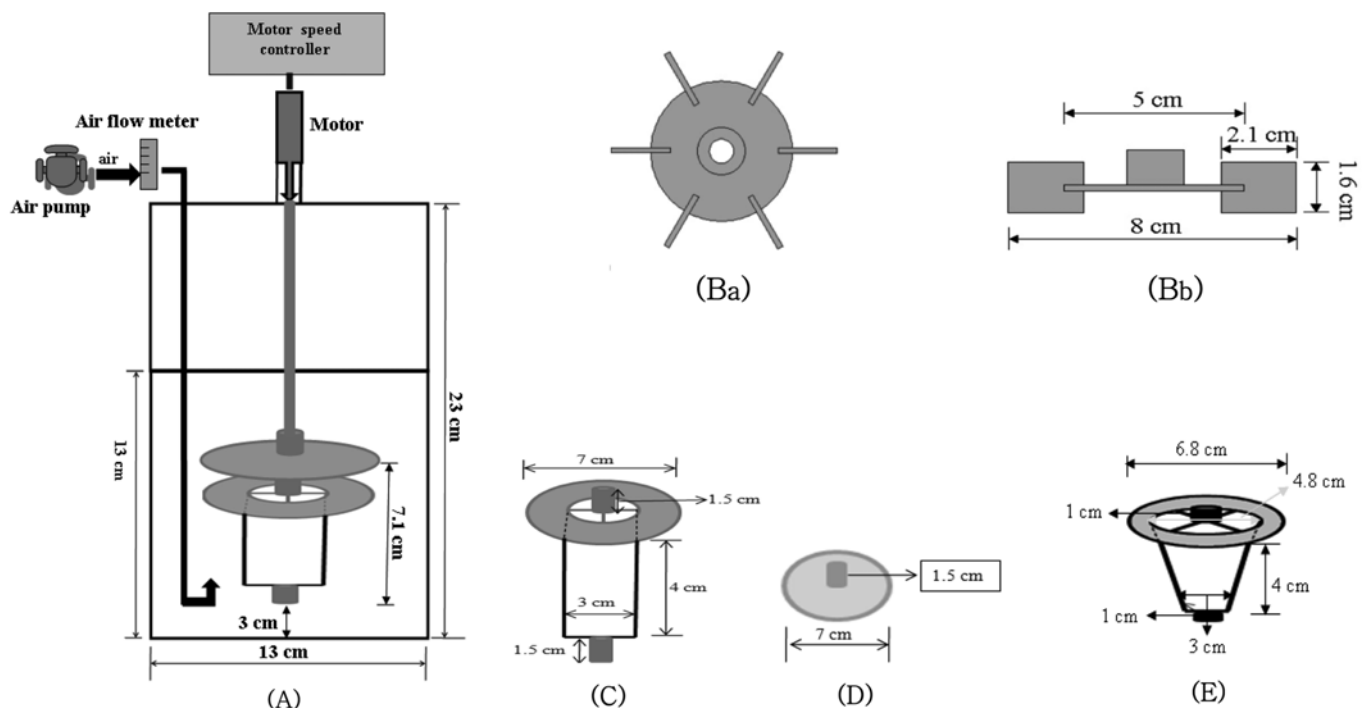 Motor speed
controller
Air flow meter
Motor
air
Air pump
23 cm
13 cm
7.1 cm
3 cm
13 cm
(A)
(Ba)
5 cm
2.1 cm
1.6 cm
8 cm
(Bb)
7 cm
1.5 cm
4 cm
3 cm
1.5 cm
(C)
1.5 cm
7 cm
(D)
6.8 cm
4.8 cm
1 cm
4 cm
1 cm
3 cm
(E)